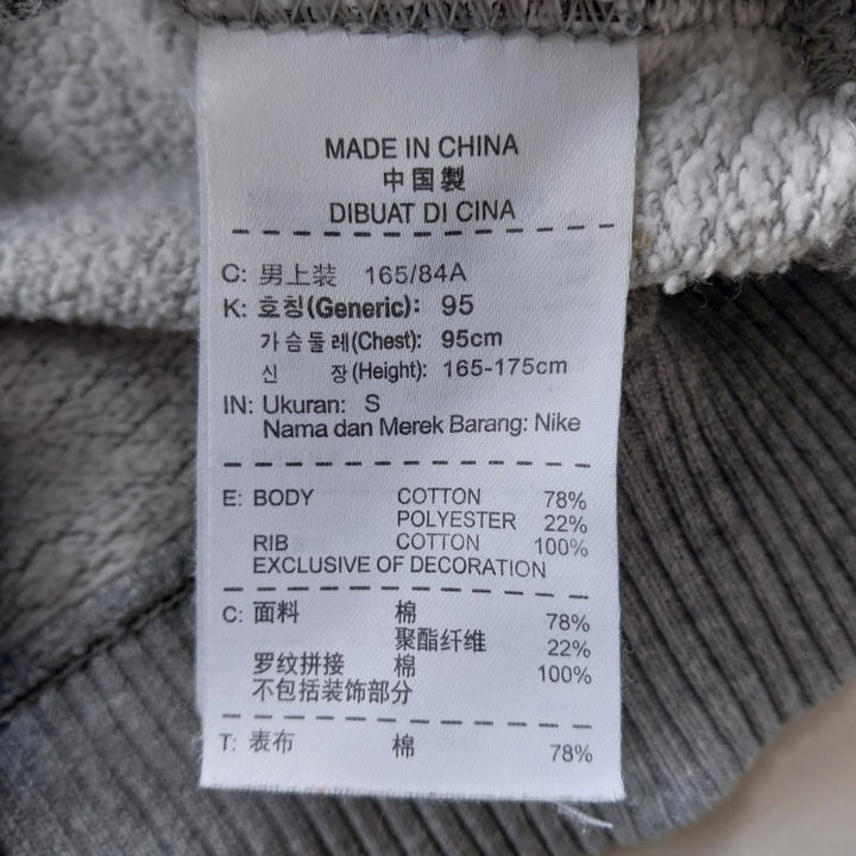 MADE IN CHINA
中国製
DIBUAT DI CINA
C: 男上装 165/84A
K: 호칭(Generic): 95
가슴둘레(Chest): 95cm
신 장(Height): 165-175cm
IN: Ukuran: S
Nama dan Merek Barang: Nike
E: BODY COTTON 78%
POLYESTER 22%
RIB COTTON 100%
EXCLUSIVE OF DECORATION
C: 面料 棉 78%
聚酯纤维 22%
罗纹拼接 棉 100%
不包括装饰部分
T: 表布 棉 78%